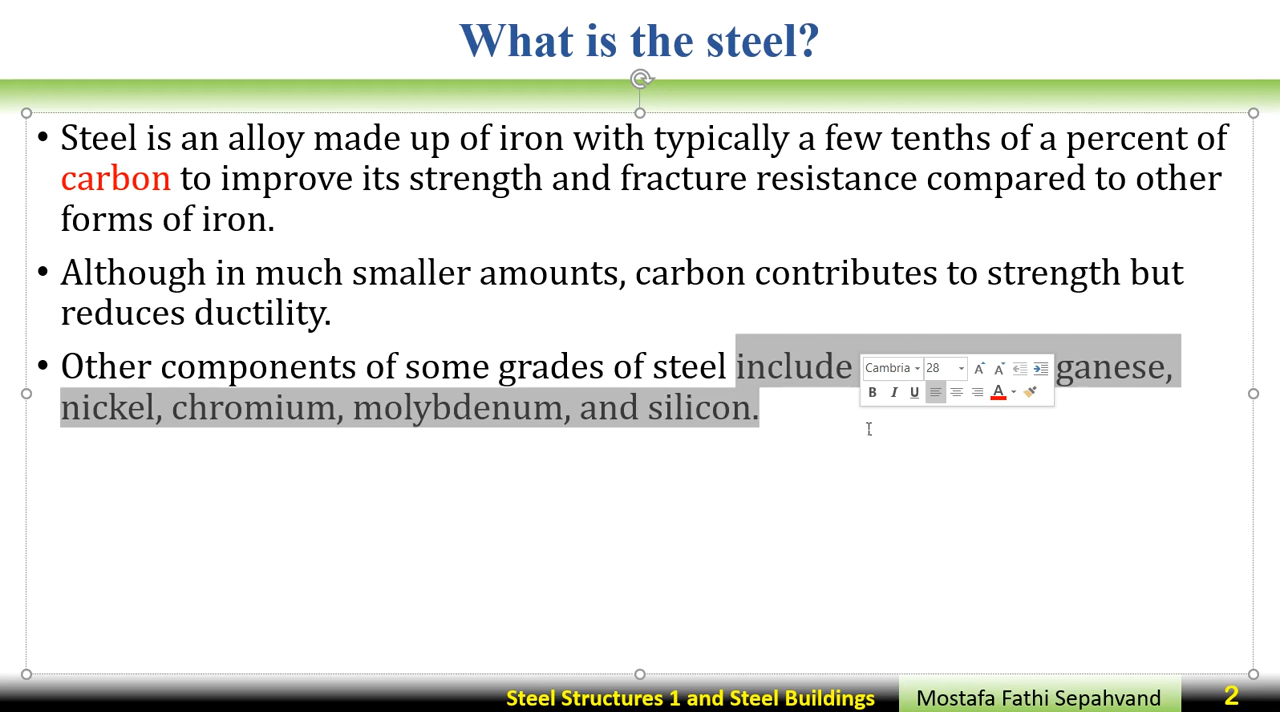 What is the steel?
• Steel is an alloy made up of iron with typically a few tenths of a percent of
carbon to improve its strength and fracture resistance compared to other
forms of iron.
• Although in much smaller amounts, carbon contributes to strength but
reduces ductility.
• Other components of some grades of steel include ganese,
nickel, chromium, molybdenum, and silicon.
Cambria 28
B I U A
Steel Structures 1 and Steel Buildings Mostafa Fathi Sepahvand 2